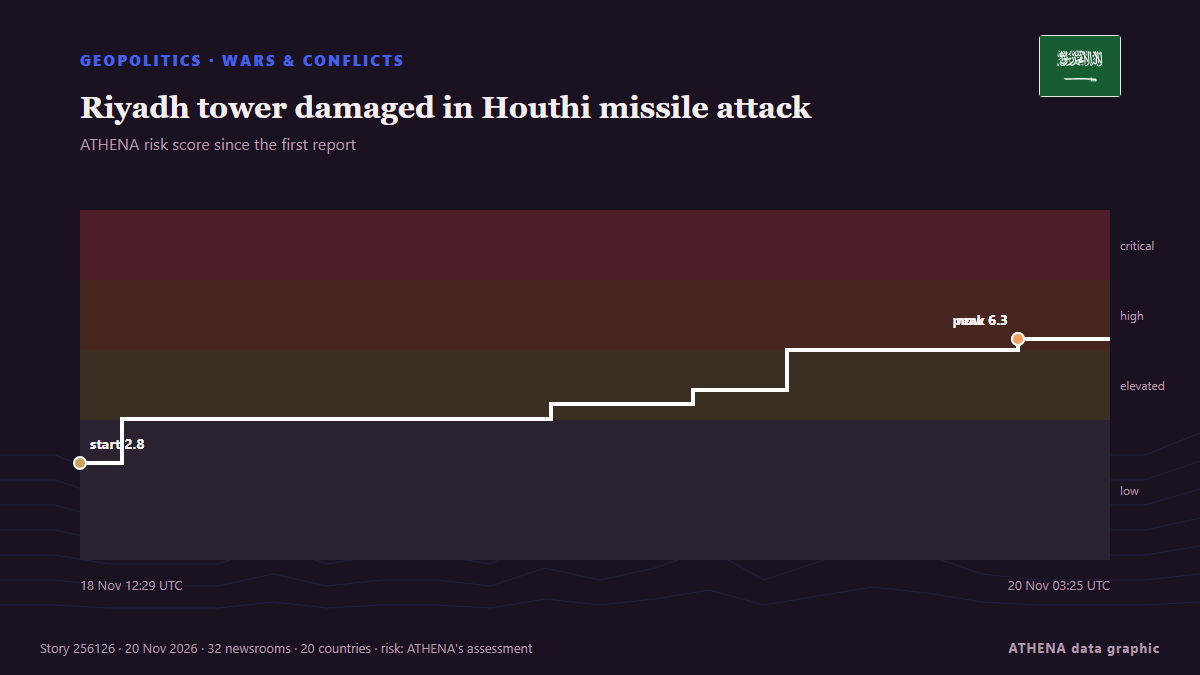 GEOPOLITICS · WARS & CONFLICTS
Riyadh tower damaged in Houthi missile attack
ATHENA risk score since the first report
critical
peak 6.3
high
elevated
start 2.8
low
18 Nov 12:29 UTC
20 Nov 03:25 UTC
Story 256126 · 20 Nov 2026 · 32 newsrooms · 20 countries · risk: ATHENA's assessment
ATHENA data graphic